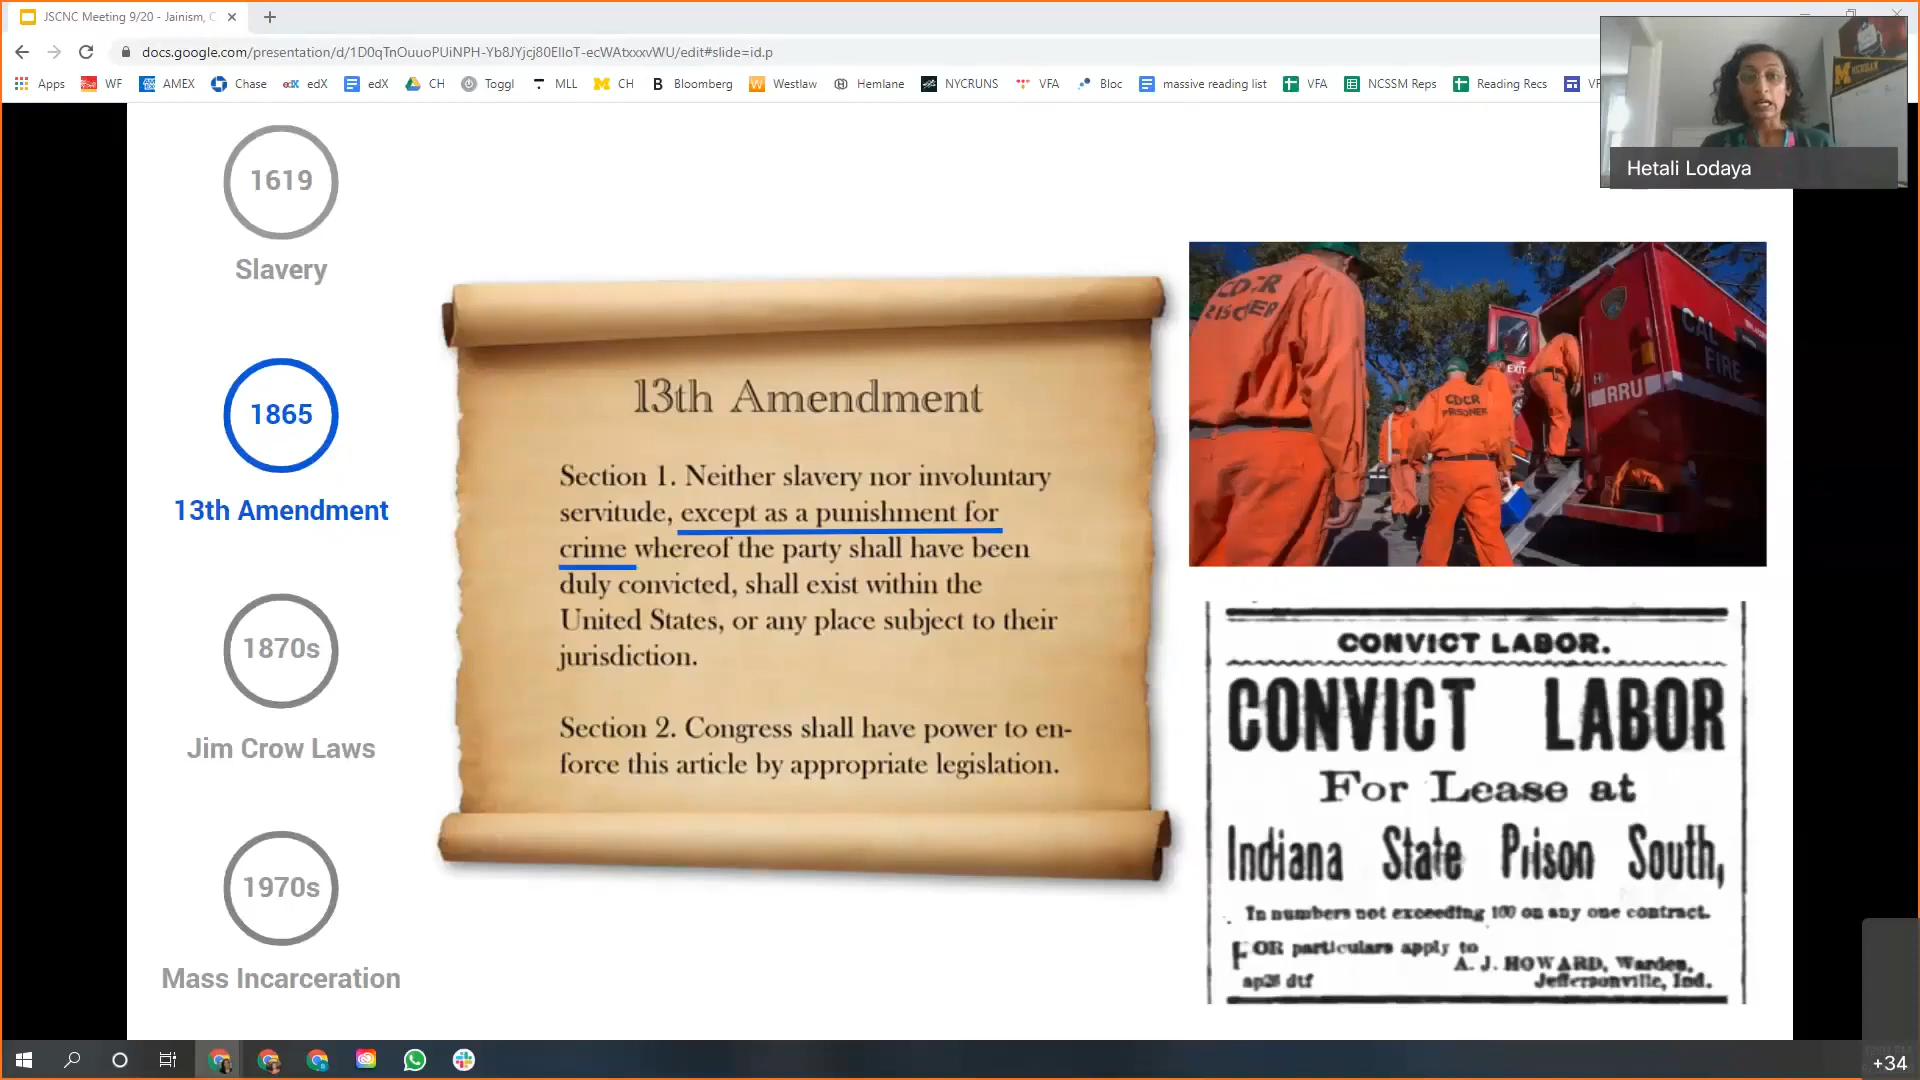 JSCNC Meeting 9/20 - Jainism, C
docs.google.com/presentation/d/1D0qTnOuuoPUiNPH-Yb8JYjcj80EIloT-ecWAtxxxvWU/edit#slide=id.p
Apps WF AMEX Chase edX edX CH Toggl MLL CH Bloomberg Westlaw Hemlane NYCRUNS VFA Bloc massive reading list VFA NCSSM Reps Reading Recs VF
Hetali Lodaya
1619
Slavery
1865
13th Amendment
1870s
Jim Crow Laws
1970s
Mass Incarceration
13th Amendment
Section 1. Neither slavery nor involuntary
servitude, except as a punishment for
crime whereof the party shall have been
duly convicted, shall exist within the
United States, or any place subject to their
jurisdiction.
Section 2. Congress shall have power to en-
force this article by appropriate legislation.
CDCR
PRISONER
CDCR
PRISONER
EXIT
CAL
FIRE
RRU
CONVICT LABOR.
CONVICT LABOR
For Lease at
Indiana State Prison South,
In numbers not exceeding 100 on any one contract.
FOR particulars apply to
A. J. HOWARD, Warden,
Jeffersonville, Ind.
+34